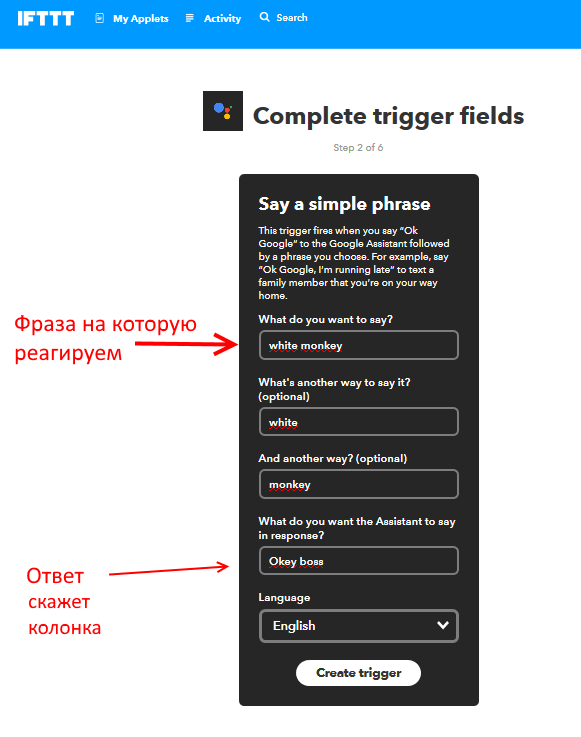 IFTTT My Applets Activity Search
Complete trigger fields
Step 2 of 6
Say a simple phrase
This trigger fires when you say “Ok
Google” to the Google Assistant followed
by a phrase you choose. For example, say
“Ok Google, I’m running late” to text a
family member that you’re on your way
home.
Фраза на которую
реагируем
What do you want to say?
white monkey
What's another way to say it?
(optional)
white
And another way? (optional)
monkey
What do you want the Assistant to say
in response?
Okey boss
Ответ
скажет
колонка
Language
English
Create trigger